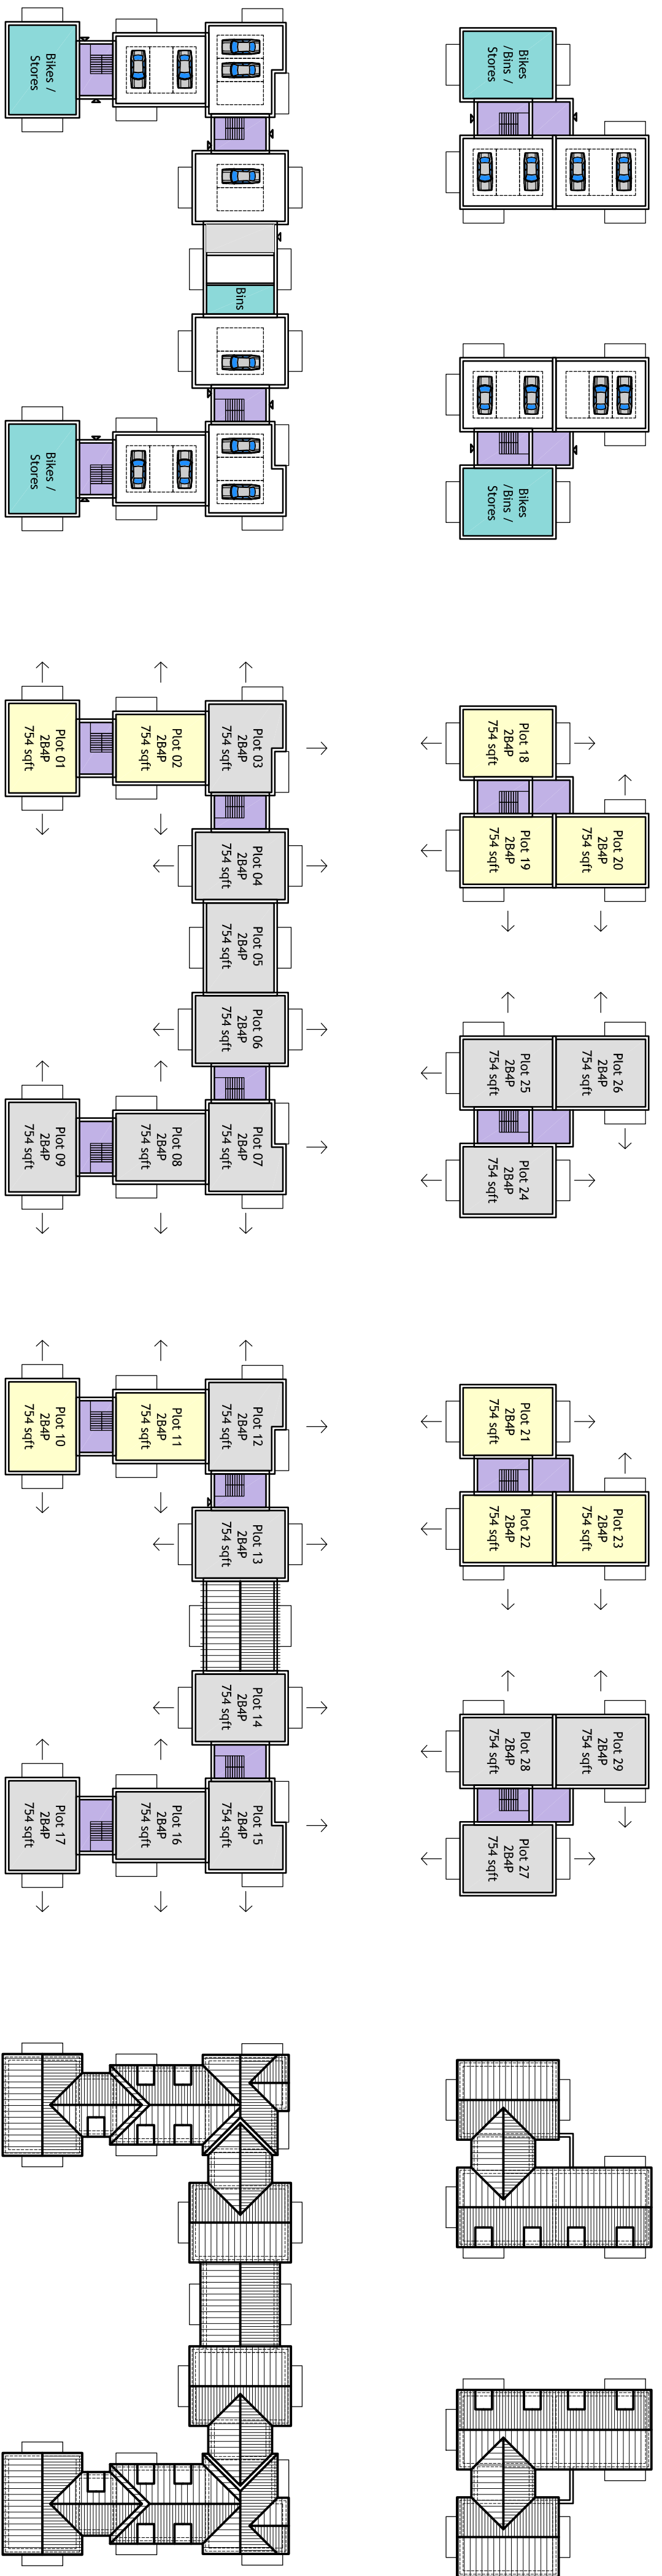 Bikes /
Stores
Bikes
/Bins /
Stores
Bins
Bikes /
Stores
Bikes
/Bins /
Stores
Plot 01
2B4P
754 sqft
Plot 02
2B4P
754 sqft
Plot 03
2B4P
754 sqft
Plot 04
2B4P
754 sqft
Plot 05
2B4P
754 sqft
Plot 06
2B4P
754 sqft
Plot 07
2B4P
754 sqft
Plot 08
2B4P
754 sqft
Plot 09
2B4P
754 sqft
Plot 18
2B4P
754 sqft
Plot 19
2B4P
754 sqft
Plot 20
2B4P
754 sqft
Plot 25
2B4P
754 sqft
Plot 26
2B4P
754 sqft
Plot 24
2B4P
754 sqft
Plot 10
2B4P
754 sqft
Plot 11
2B4P
754 sqft
Plot 12
2B4P
754 sqft
Plot 13
2B4P
754 sqft
Plot 14
2B4P
754 sqft
Plot 15
2B4P
754 sqft
Plot 16
2B4P
754 sqft
Plot 17
2B4P
754 sqft
Plot 21
2B4P
754 sqft
Plot 22
2B4P
754 sqft
Plot 23
2B4P
754 sqft
Plot 28
2B4P
754 sqft
Plot 29
2B4P
754 sqft
Plot 27
2B4P
754 sqft